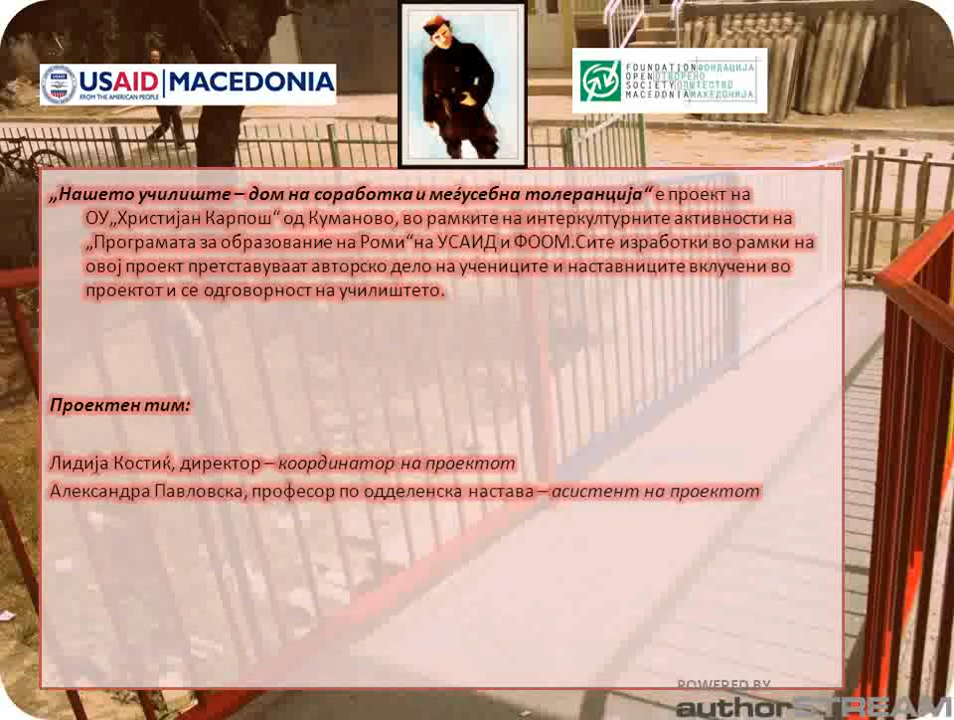 USAID MACEDONIA
FROM THE AMERICAN PEOPLE
FOUNDATION ФОНДАЦИЈА
OPEN ОТВОРЕНО
SOCIETY ОПШТЕСТВО
MACEDONIA МАКЕДОНИЈА
„Нашето училиште – дом на соработка и меѓусебна толеранција“ е проект на
ОУ„Христијан Карпош“ од Куманово, во рамките на интеркултурните активности на
„Програмата за образование на Роми“на УСАИД и ФООМ.Сите изработки во рамки на
овој проект претставуваат авторско дело на учениците и наставниците вклучени во
проектот и се одговорност на училиштето.
Проектен тим:
Лидија Костиќ, директор – координатор на проектот
Александра Павловска, професор по одделенска настава – асистент на проектот
POWERED BY
authorSTREAM